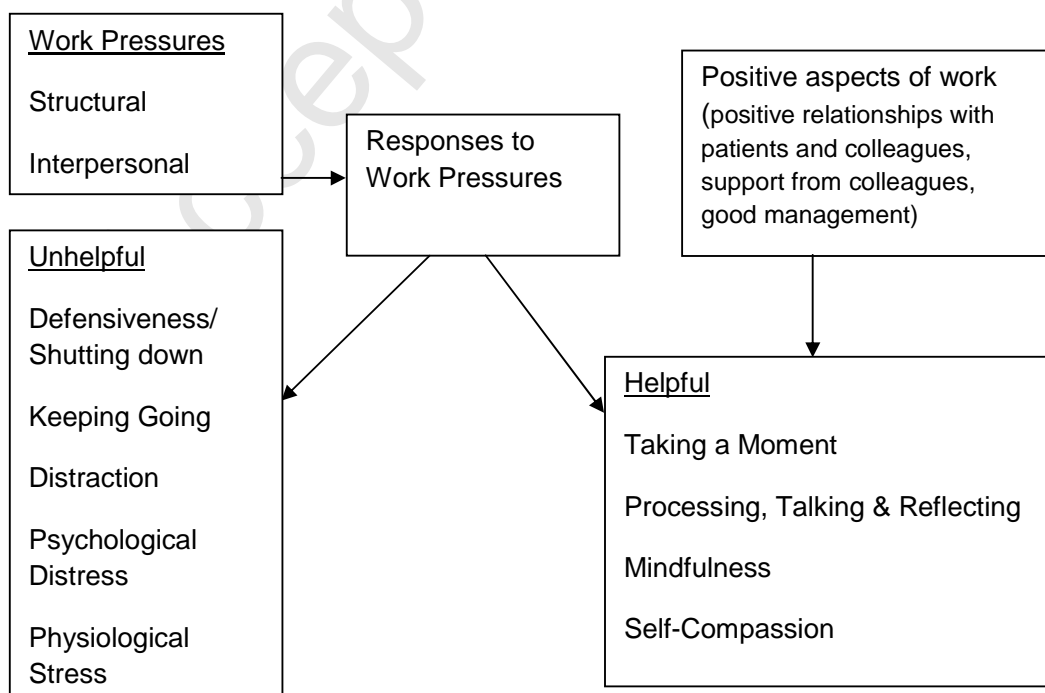 Work Pressures
Structural
Interpersonal
Responses to
Work Pressures
Positive aspects of work
(positive relationships with
patients and colleagues,
support from colleagues,
good management)
Unhelpful
Defensiveness/
Shutting down
Keeping Going
Distraction
Psychological
Distress
Physiological
Stress
Helpful
Taking a Moment
Processing, Talking & Reflecting
Mindfulness
Self-Compassion